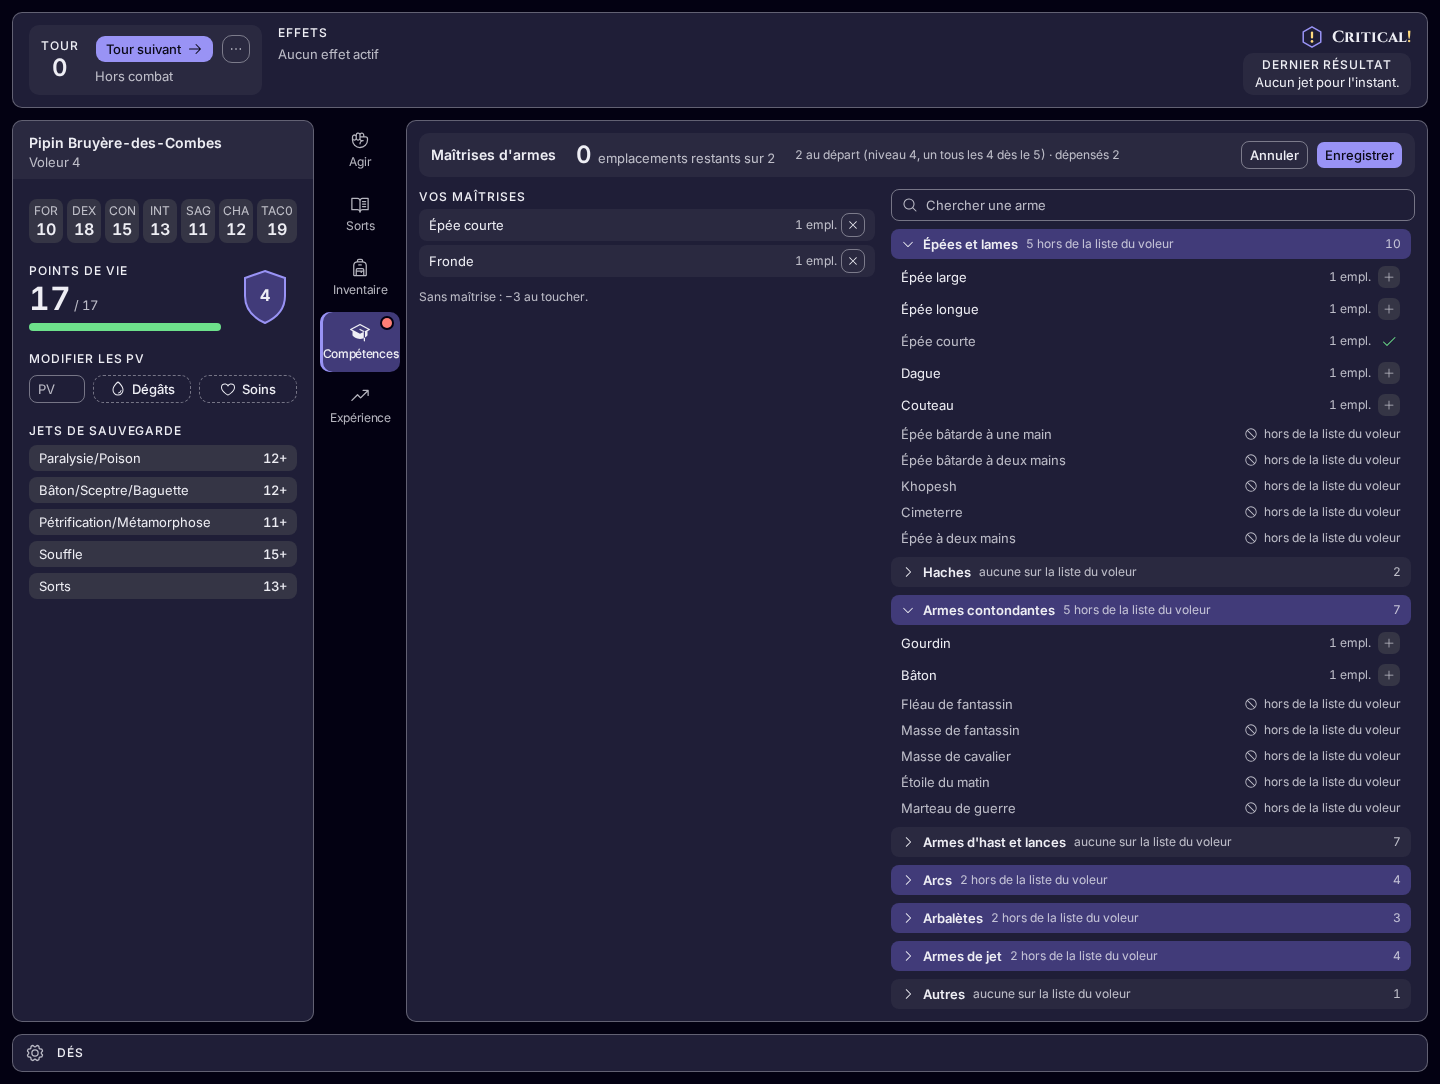 TOUR
0
Tour suivant
Hors combat
EFFETS
Aucun effet actif
CRITICAL!
DERNIER RÉSULTAT
Aucun jet pour l'instant.
Pipin Bruyère-des-Combes
Voleur 4
FOR DEX CON INT SAG CHA TAC0
10 18 15 13 11 12 19
POINTS DE VIE
17 / 17
4
MODIFIER LES PV
PV Dégâts Soins
JETS DE SAUVEGARDE
Paralysie/Poison 12+
Bâton/Sceptre/Baguette 12+
Pétrification/Métamorphose 11+
Souffle 15+
Sorts 13+
Agir
Sorts
Inventaire
Compétences
Expérience
Maîtrises d'armes 0 emplacements restants sur 2 2 au départ (niveau 4, un tous les 4 dès le 5) · dépensés 2 Annuler Enregistrer
VOS MAÎTRISES
Épée courte 1 empl.
Fronde 1 empl.
Sans maîtrise : −3 au toucher.
Chercher une arme
Épées et lames 5 hors de la liste du voleur 10
Épée large 1 empl.
Épée longue 1 empl.
Épée courte 1 empl.
Dague 1 empl.
Couteau 1 empl.
Épée bâtarde à une main hors de la liste du voleur
Épée bâtarde à deux mains hors de la liste du voleur
Khopesh hors de la liste du voleur
Cimeterre hors de la liste du voleur
Épée à deux mains hors de la liste du voleur
Haches aucune sur la liste du voleur 2
Armes contondantes 5 hors de la liste du voleur 7
Gourdin 1 empl.
Bâton 1 empl.
Fléau de fantassin hors de la liste du voleur
Masse de fantassin hors de la liste du voleur
Masse de cavalier hors de la liste du voleur
Étoile du matin hors de la liste du voleur
Marteau de guerre hors de la liste du voleur
Armes d'hast et lances aucune sur la liste du voleur 7
Arcs 2 hors de la liste du voleur 4
Arbalètes 2 hors de la liste du voleur 3
Armes de jet 2 hors de la liste du voleur 4
Autres aucune sur la liste du voleur 1
DÉS